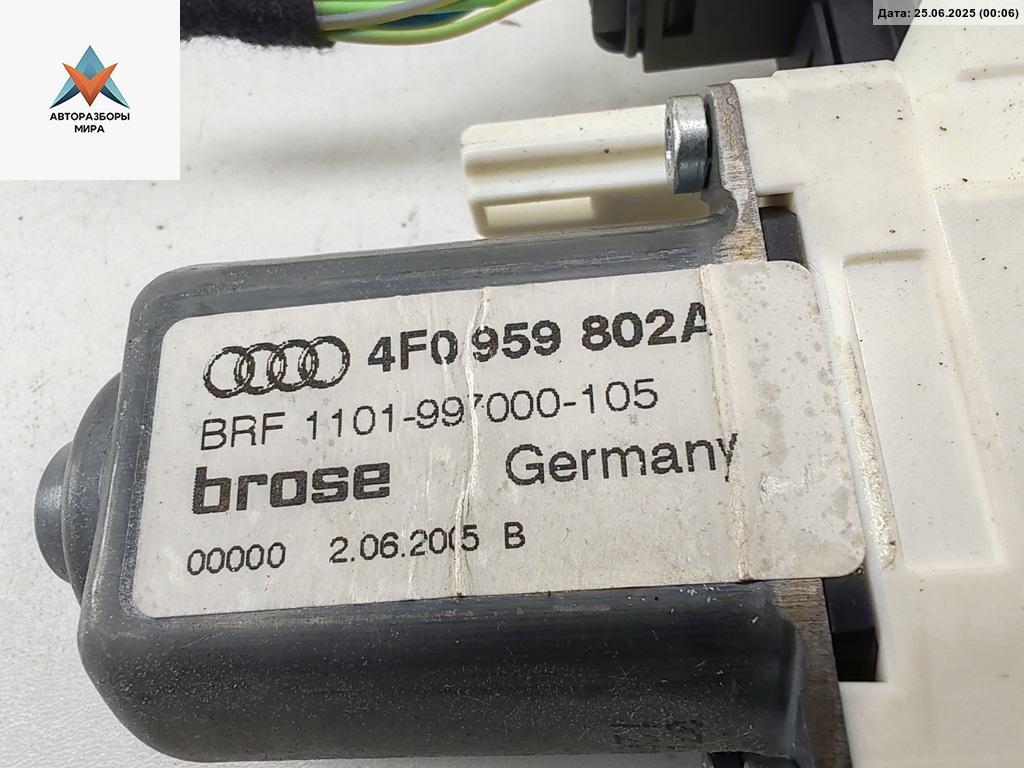 Дата: 25.06.2025 (00:06)
АВТОРАЗБОРЫ
МИРА
4F0 959 802A
BRF 1101-997000-105
brose Germany
00000 2.06.2005 B